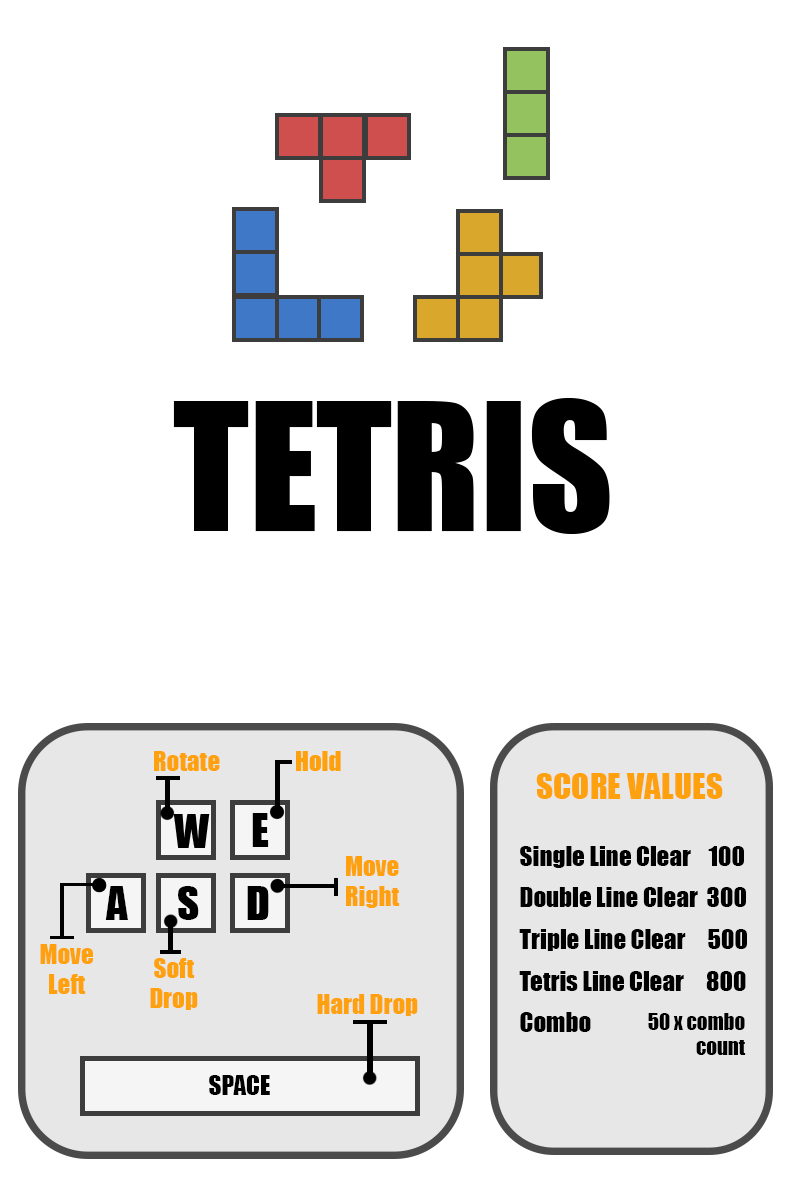 TETRIS
Rotate
Hold
W
E
A
S
D
Move
Right
Move
Left
Soft
Drop
Hard Drop
SPACE
SCORE VALUES
Single Line Clear 100
Double Line Clear 300
Triple Line Clear 500
Tetris Line Clear 800
Combo 50 x combo
count